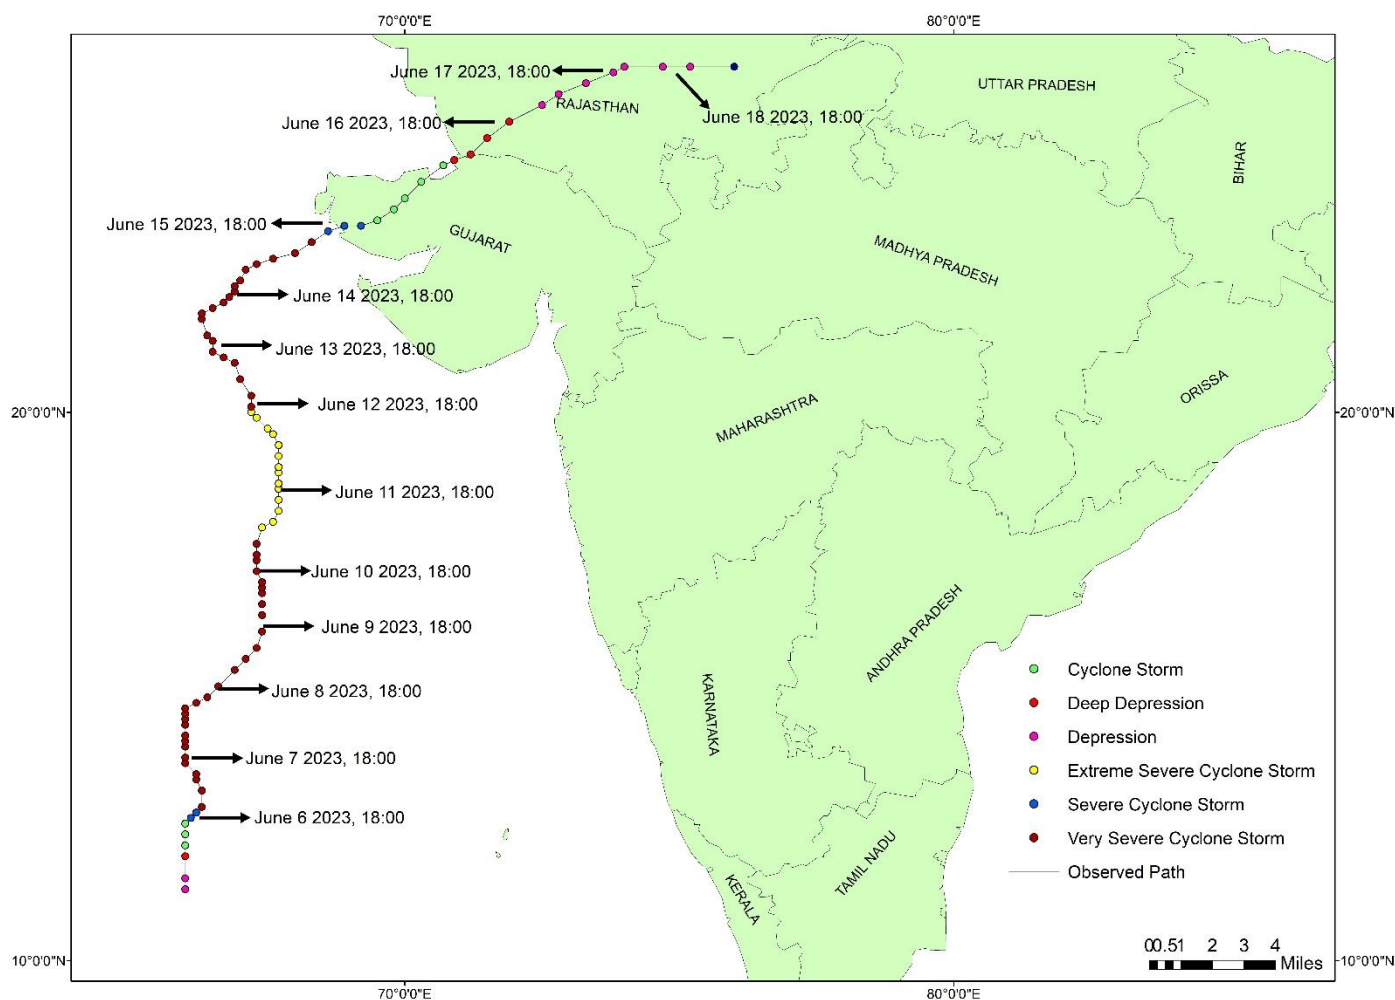 70°0'0"E
80°0'0"E
June 17 2023, 18:00
UTTAR PRADESH
RAJASTHAN
June 18 2023, 18:00
June 16 2023, 18:00
BIHAR
June 15 2023, 18:00
GUJARAT
MADHYA PRADESH
June 14 2023, 18:00
June 13 2023, 18:00
ORISSA
June 12 2023, 18:00
20°0'0"N
20°0'0"N
MAHARASHTRA
June 11 2023, 18:00
June 10 2023, 18:00
June 9 2023, 18:00
ANDHRA PRADESH
June 8 2023, 18:00
KARNATAKA
June 7 2023, 18:00
June 6 2023, 18:00
TAMIL NADU
KERALA
Cyclone Storm
Deep Depression
Depression
Extreme Severe Cyclone Storm
Severe Cyclone Storm
Very Severe Cyclone Storm
Observed Path
00.51 2 3 4
Miles
10°0'0"N
10°0'0"N
70°0'0"E
80°0'0"E